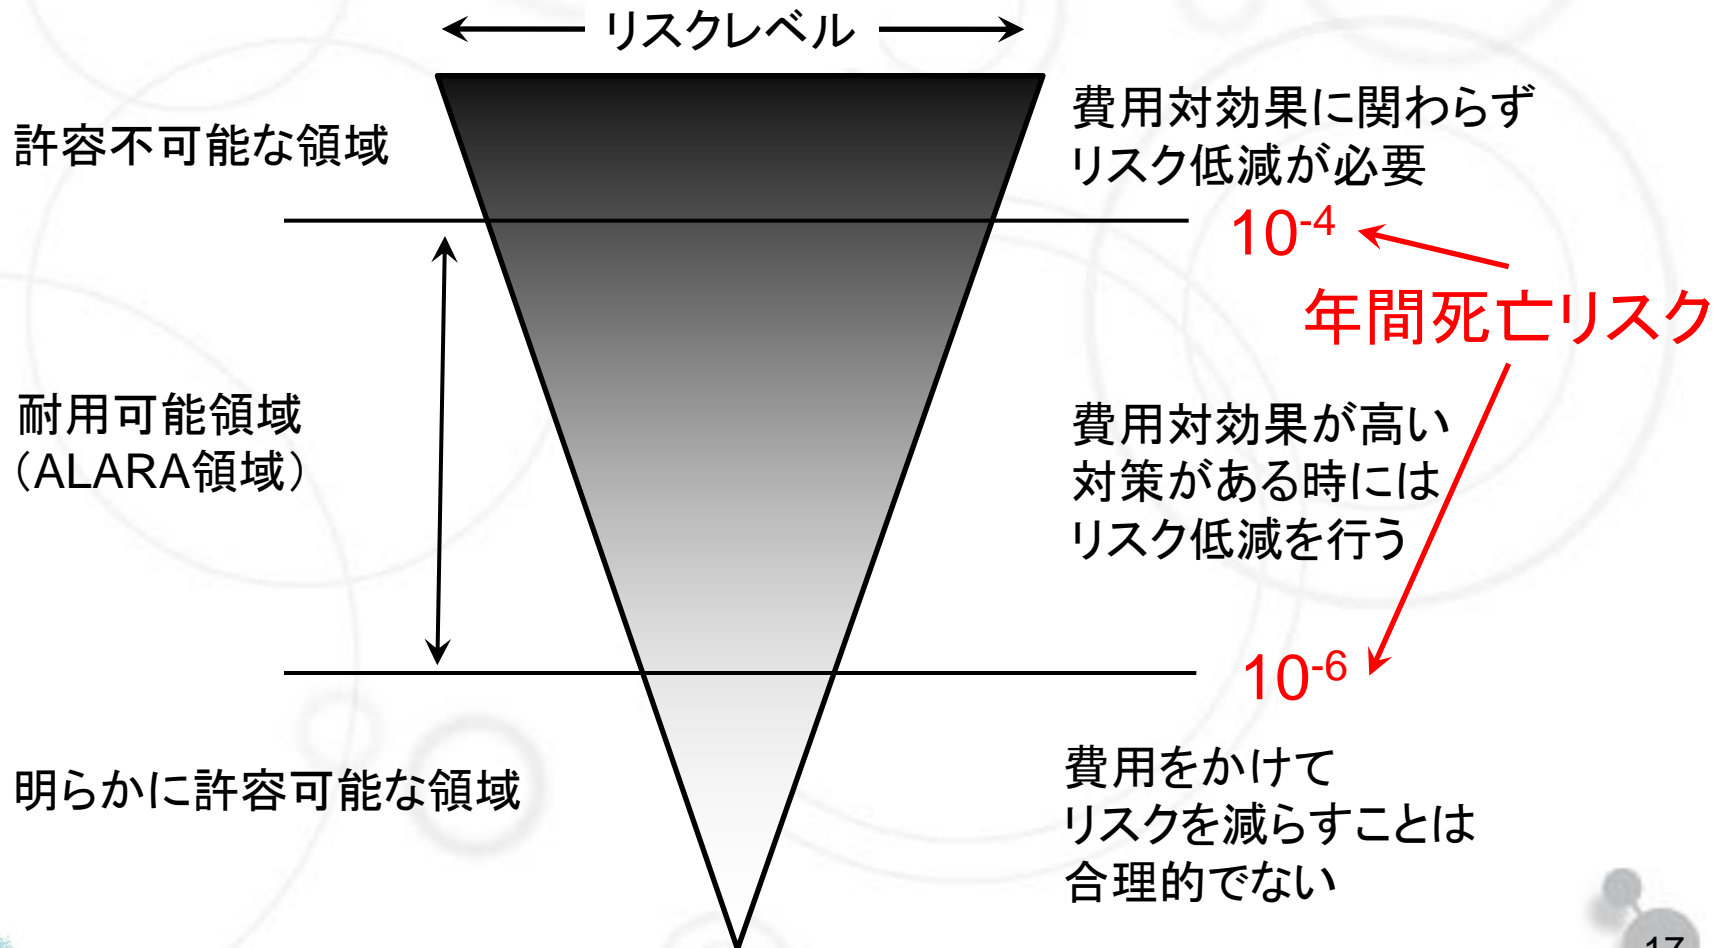 リスクレベル
許容不可能な領域
費用対効果に関わらず
リスク低減が必要
10-4
年間死亡リスク
耐用可能領域
（ALARA領域）
費用対効果が高い
対策がある時には
リスク低減を行う
10-6
明らかに許容可能な領域
費用をかけて
リスクを減らすことは
合理的でない
17